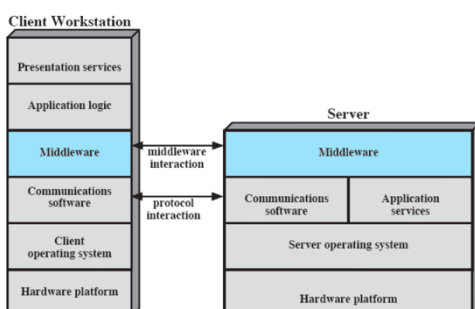 Client Workstation
Presentation services
Application logic
Middleware
Communications
software
Client
operating system
Hardware platform
middleware
interaction
protocol
interaction
Server
Middleware
Communications
software
Application
services
Server operating system
Hardware platform